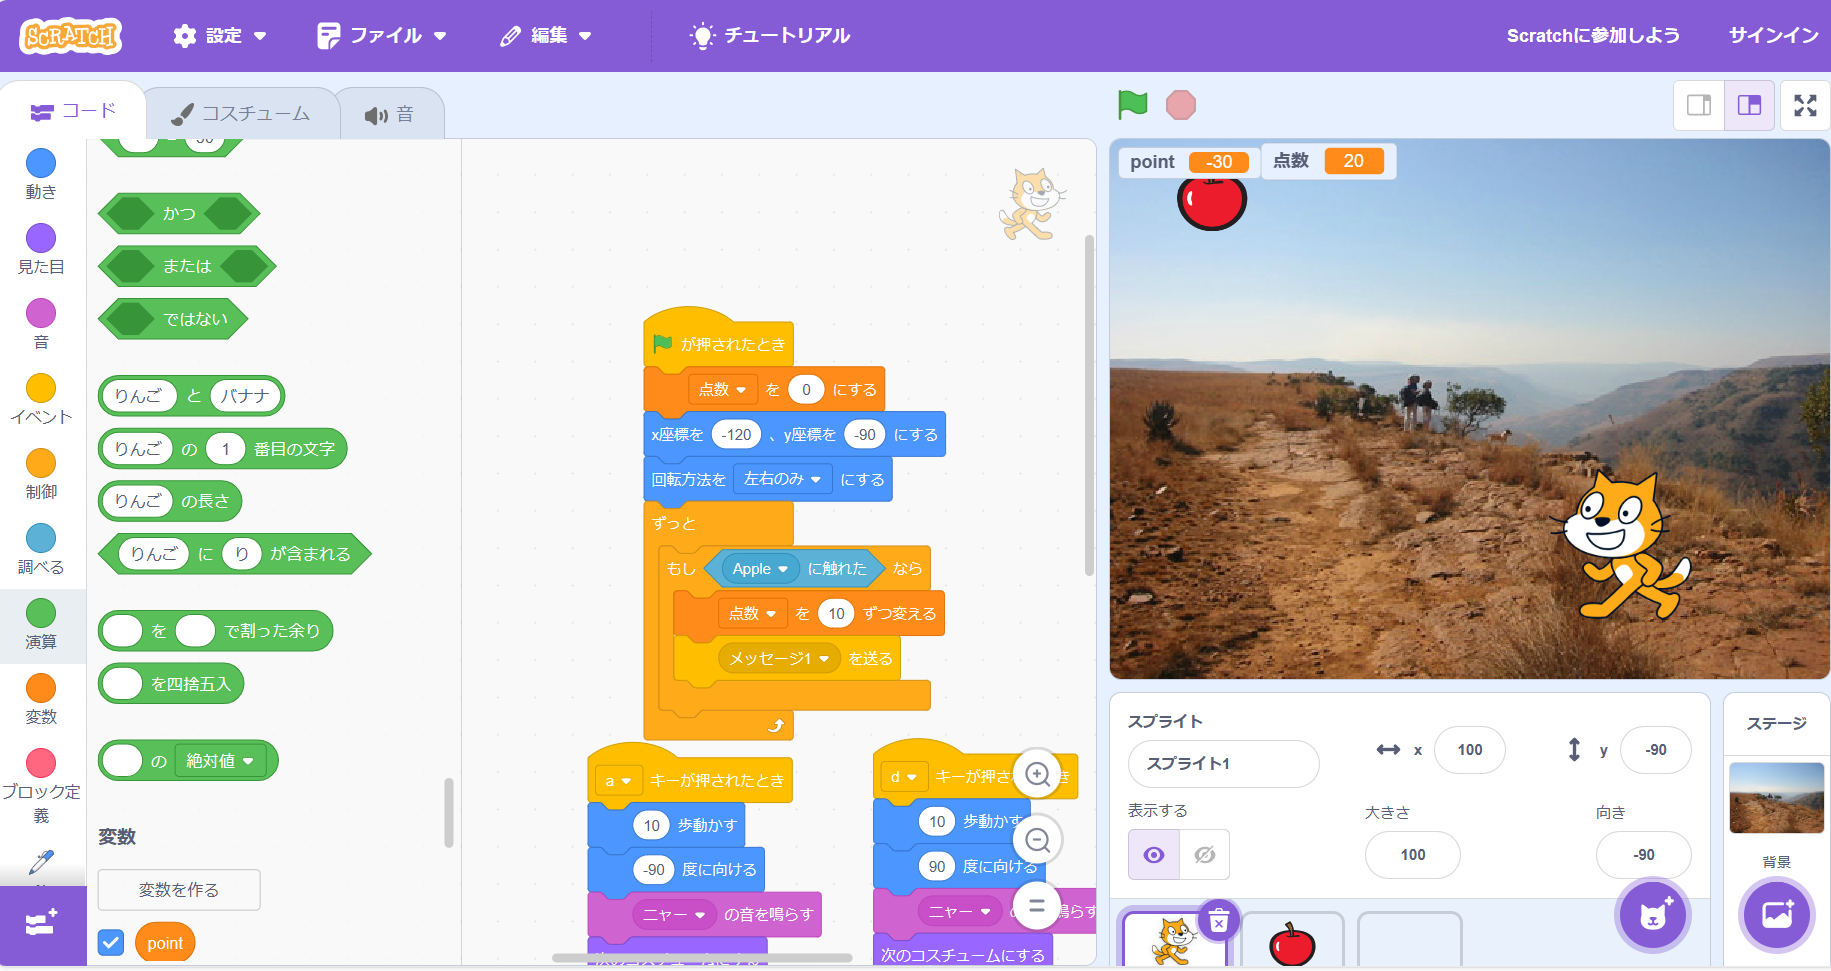 SCRATCH 設定 ファイル 編集 チュートリアル Scratchに参加しよう サインイン
コード コスチューム 音
動き
見た目
音
イベント
制御
調べる
演算
変数
ブロック定
義
かつ
または
ではない
りんご と バナナ
りんご の 1 番目の文字
りんご の長さ
りんご に り が含まれる
を で割った余り
を四捨五入
の 絶対値
変数
変数を作る
point
が押されたとき
点数 を 0 にする
x座標を -120 、y座標を -90 にする
回転方法を 左右のみ にする
ずっと
もし Apple に触れた なら
点数 を 10 ずつ変える
メッセージ1 を送る
a キーが押されたとき
10 歩動かす
-90 度に向ける
ニャー の音を鳴らす
d キーが押さ き
10 歩動かす
90 度に向ける
ニャー 鳴らす
次のコスチュームにする
point -30 点数 20
スプライト
スプライト1
x 100 y -90
表示する 大きさ 向き
100 -90
ステージ
背景